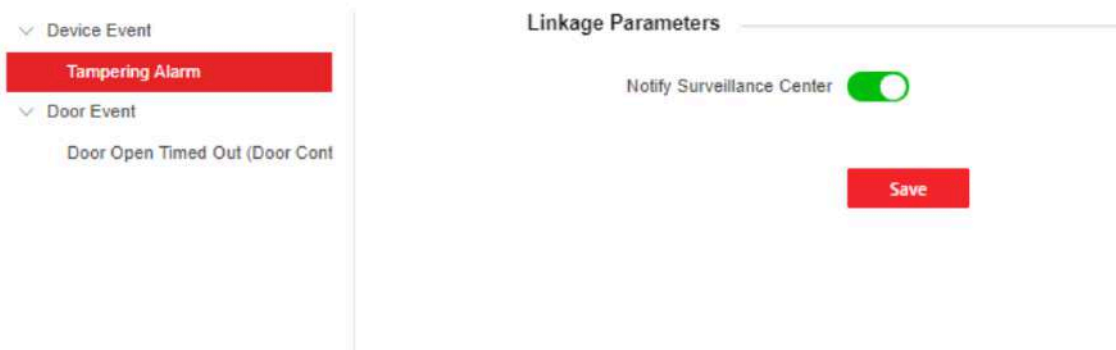 Device Event
Tampering Alarm
Door Event
Door Open Timed Out (Door Cont
Linkage Parameters
Notify Surveillance Center
Save